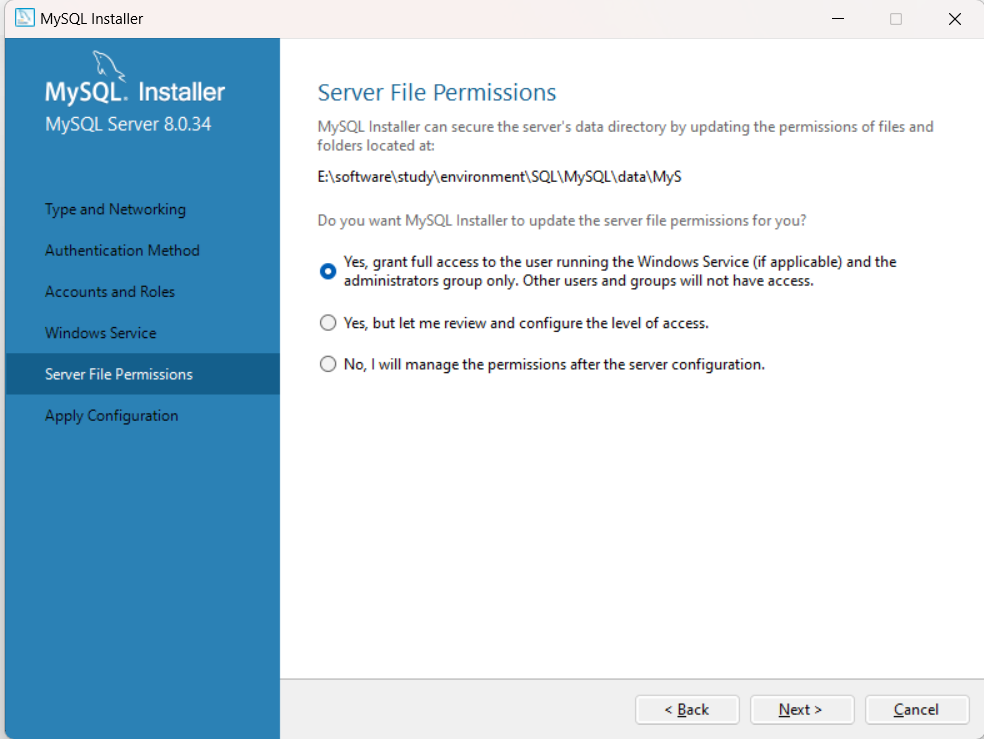 MySQL Installer
MySQL. Installer
MySQL Server 8.0.34
Type and Networking
Authentication Method
Accounts and Roles
Windows Service
Server File Permissions
Apply Configuration
Server File Permissions
MySQL Installer can secure the server's data directory by updating the permissions of files and
folders located at:
E:\software\study\environment\SQL\MySQL\data\MyS
Do you want MySQL Installer to update the server file permissions for you?
Yes, grant full access to the user running the Windows Service (if applicable) and the
administrators group only. Other users and groups will not have access.
Yes, but let me review and configure the level of access.
No, I will manage the permissions after the server configuration.
< Back
Next >
Cancel